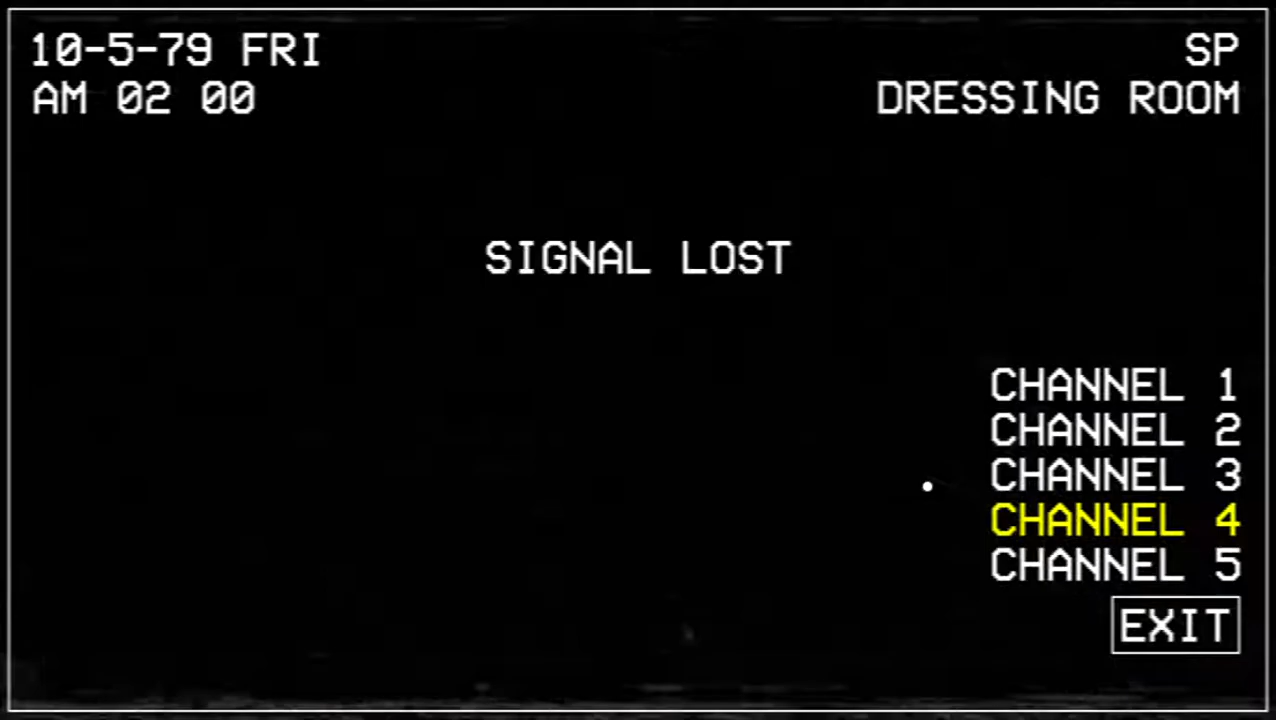 10-5-79 FRI
SP
AM 02 00
DRESSING ROOM
SIGNAL LOST
CHANNEL 1
CHANNEL 2
CHANNEL 3
CHANNEL 4
CHANNEL 5
EXIT